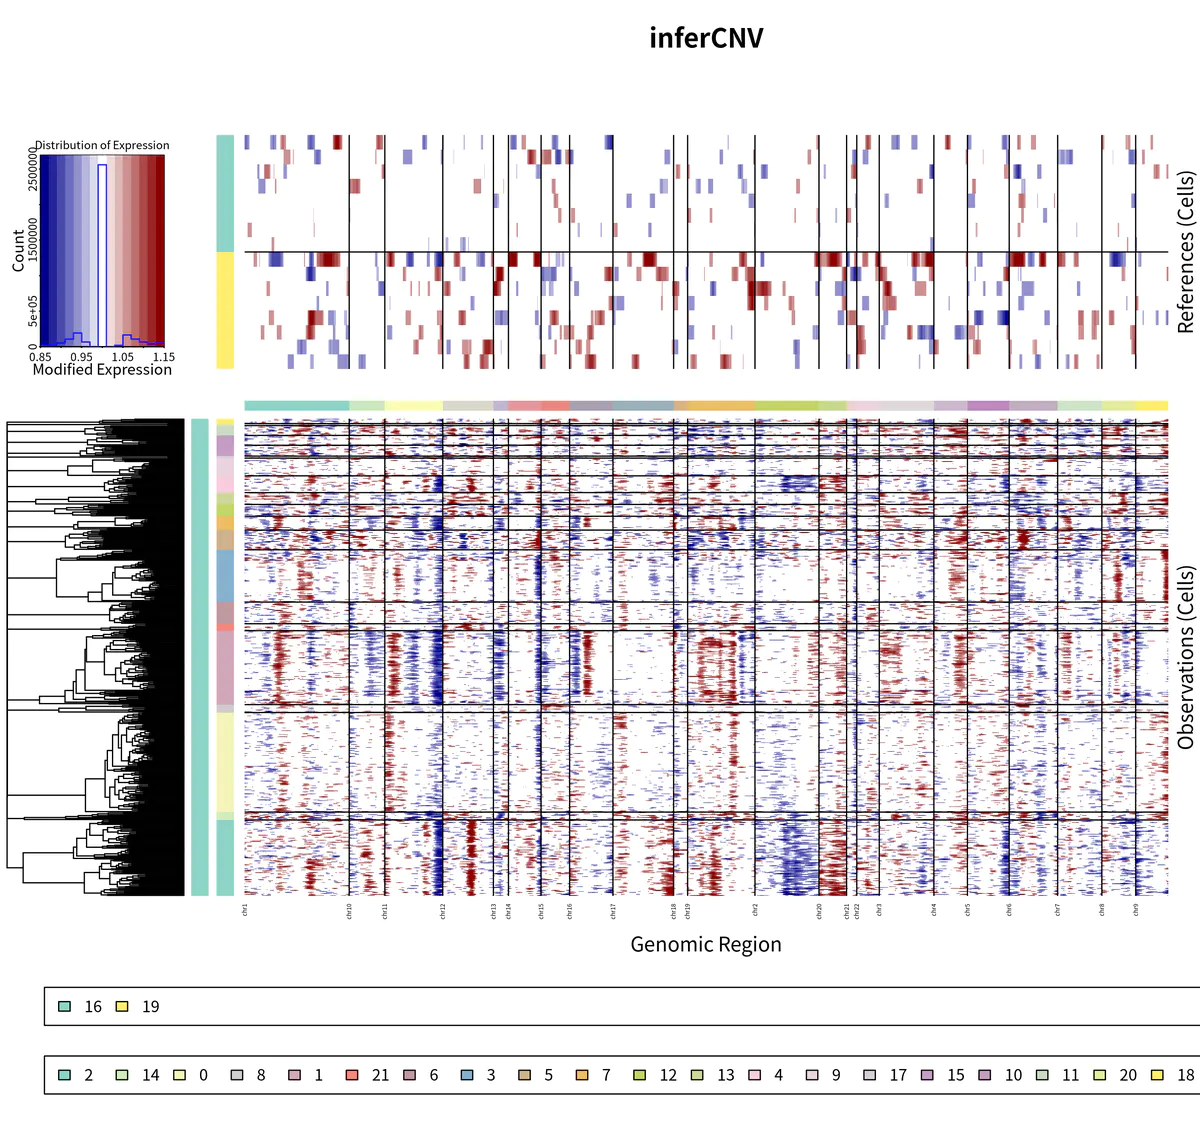 inferCNV
Distribution of Expression
Count
0 5e+05 1500000 2500000
0.85 0.95 1.05 1.15
Modified Expression
References (Cells)
Observations (Cells)
chr1 chr10 chr11 chr12 chr13 chr14 chr15 chr16 chr17 chr18 chr19 chr2 chr20 chr21 chr22 chr3 chr4 chr5 chr6 chr7 chr8 chr9
Genomic Region
16 19
2 14 0 8 1 21 6 3 5 7 12 13 4 9 17 15 10 11 20 18